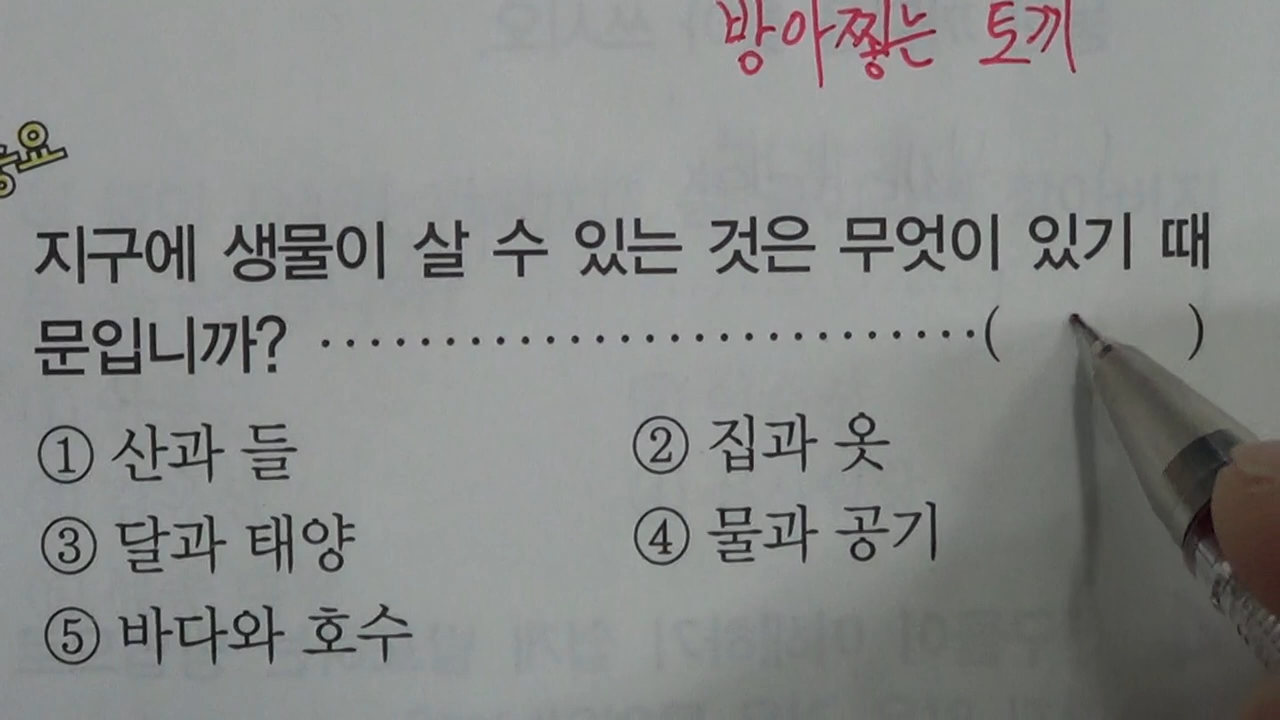 방아찧는 토끼
지구에 생물이 살 수 있는 것은 무엇이 있기 때
문입니까? ································( )
① 산과 들 ② 집과 옷
③ 달과 태양 ④ 물과 공기
⑤ 바다와 호수